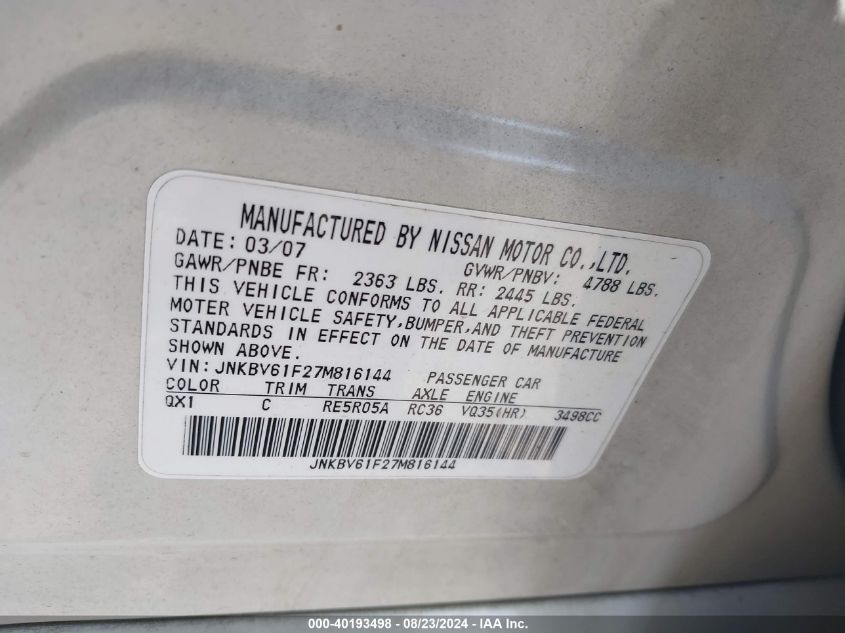 MANUFACTURED BY NISSAN MOTOR CO.,LTD.
DATE: 03/07 GVWR/PNBV: 4788 LBS.
GAWR/PNBE FR: 2363 LBS. RR: 2445 LBS.
THIS VEHICLE CONFORMS TO ALL APPLICABLE FEDERAL
MOTER VEHICLE SAFETY,BUMPER,AND THEFT PREVENTION
STANDARDS IN EFFECT ON THE DATE OF MANUFACTURE
SHOWN ABOVE.
VIN: JNKBV61F27M816144 PASSENGER CAR
COLOR TRIM TRANS AXLE ENGINE
QX1 C RE5R05A RC36 VQ35(HR) 3498CC
JNKBV61F27M816144
000-40193498 - 08/23/2024 - IAA Inc.